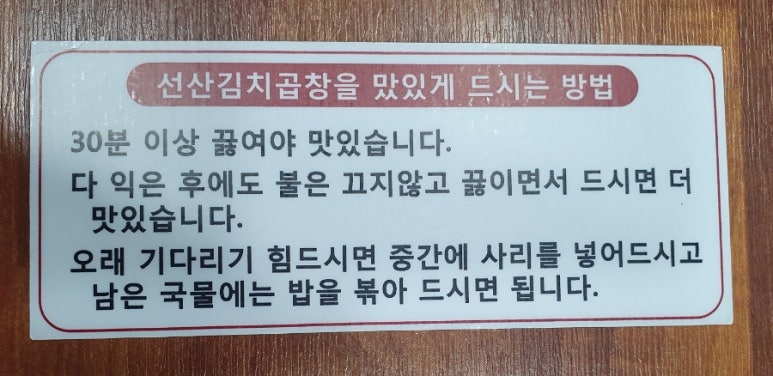 선산김치곱창을 맜있게 드시는 방법
30분 이상 끓여야 맛있습니다.
다 익은 후에도 불은 끄지않고 끓이면서 드시면 더
맛있습니다.
오래 기다리기 힘드시면 중간에 사리를 넣어드시고
남은 국물에는 밥을 볶아 드시면 됩니다.